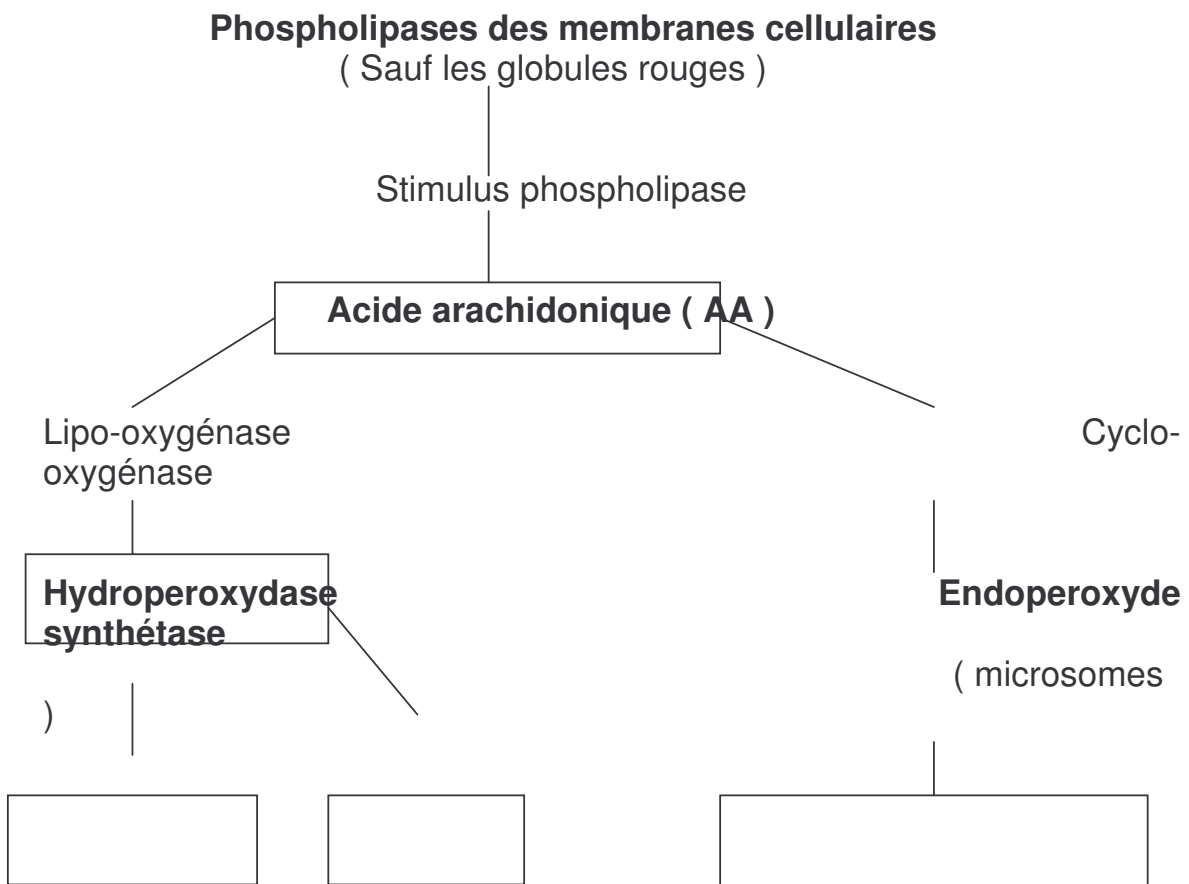 Phospholipases des membranes cellulaires
( Sauf les globules rouges )
Stimulus phospholipase
Acide arachidonique ( AA )
Lipo-oxygénase Cyclo-
oxygénase
Hydroperoxydase Endoperoxyde
synthétase
( microsomes
)